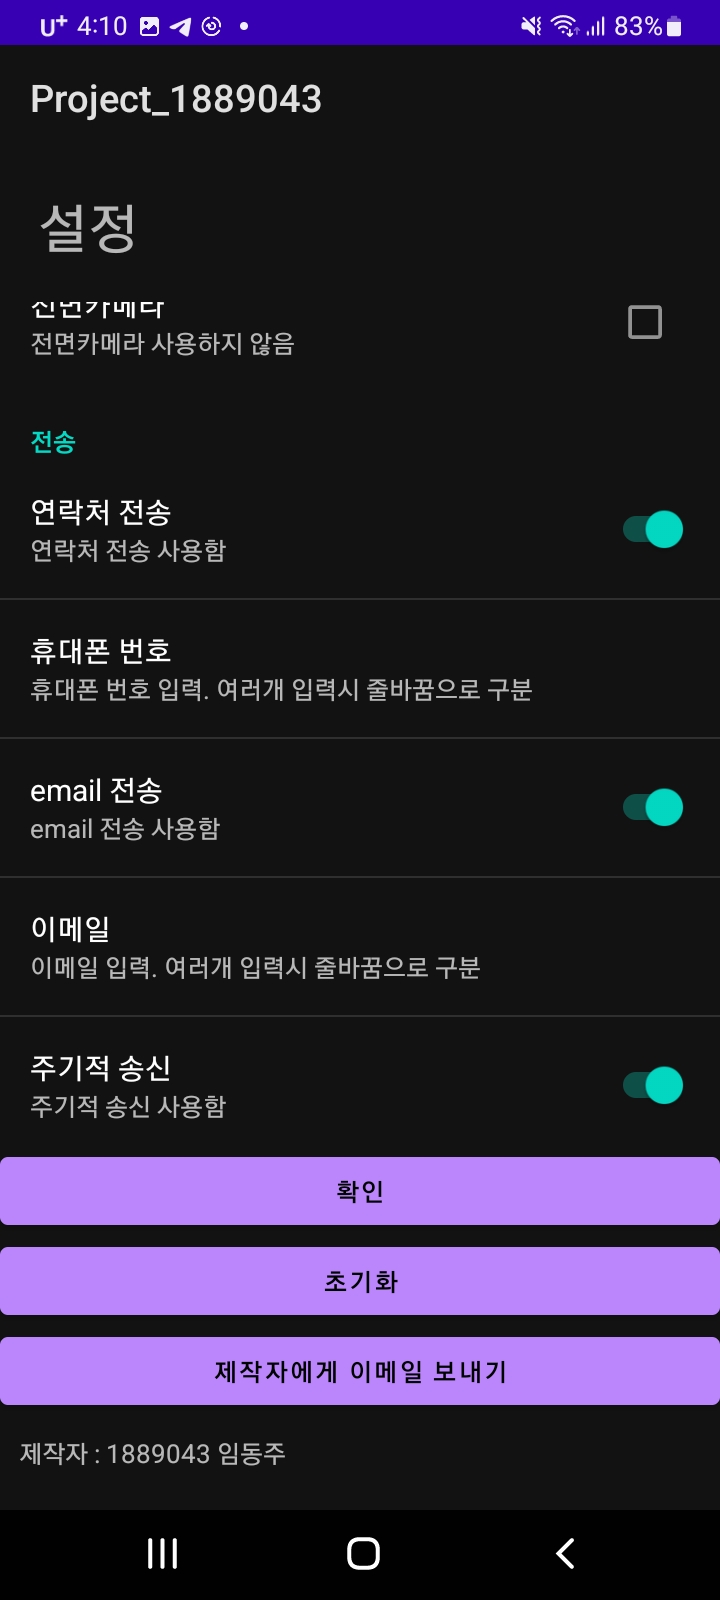 U+ 4:10 83%
Project_1889043
설정
전면카메라
전면카메라 사용하지 않음
전송
연락처 전송
연락처 전송 사용함
휴대폰 번호
휴대폰 번호 입력. 여러개 입력시 줄바꿈으로 구분
email 전송
email 전송 사용함
이메일
이메일 입력. 여러개 입력시 줄바꿈으로 구분
주기적 송신
주기적 송신 사용함
확인
초기화
제작자에게 이메일 보내기
제작자 : 1889043 임동주